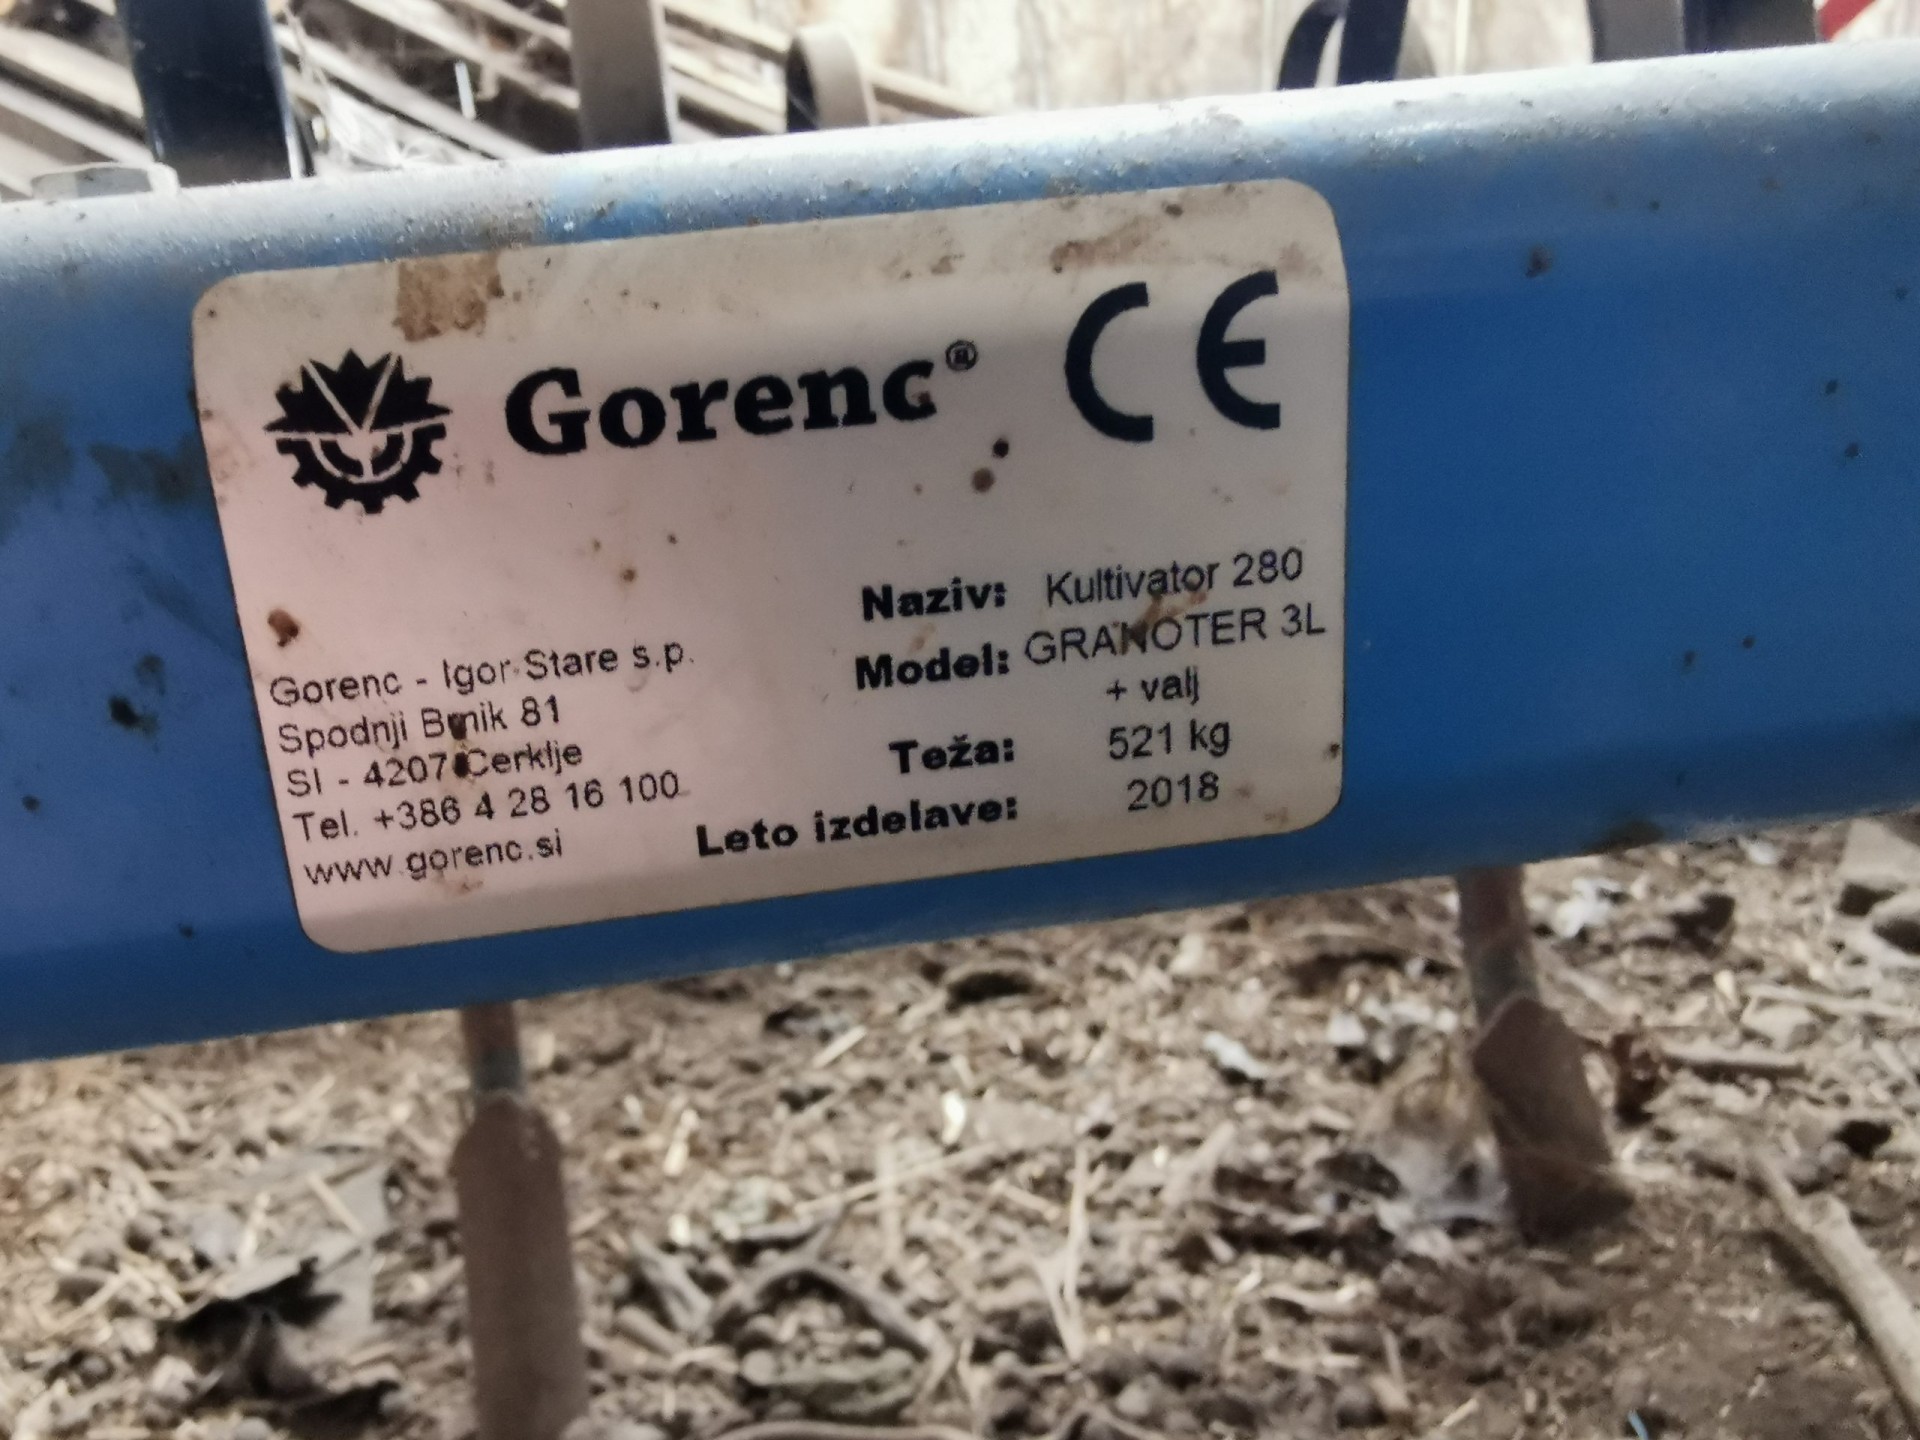 Gorenc®
CE
Naziv: Kultivator 280
Model: GRANOTER 3L
+ valj
Teža: 521 kg
Leto izdelave: 2018
Gorenc - Igor Stare s.p.
Spodnji Brnik 81
SI - 4207 Cerklje
Tel. +386 4 28 16 100
www.gorenc.si